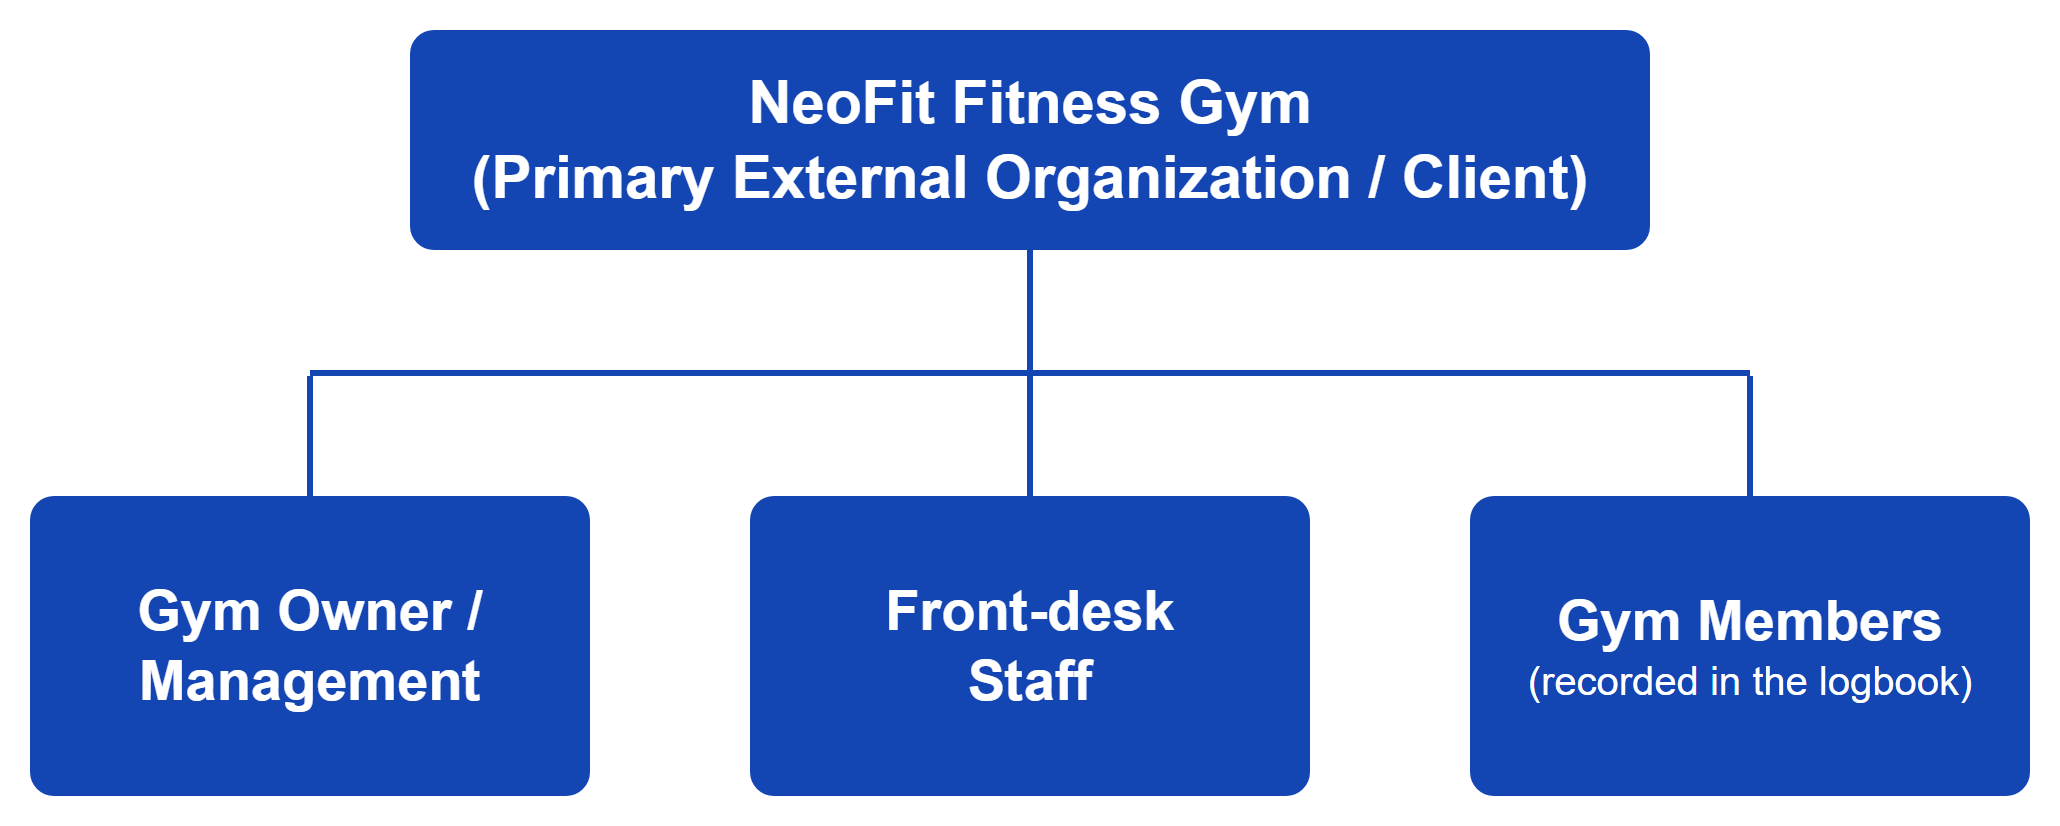 NeoFit Fitness Gym
(Primary External Organization / Client)
Gym Owner /
Management
Front-desk
Staff
Gym Members
(recorded in the logbook)